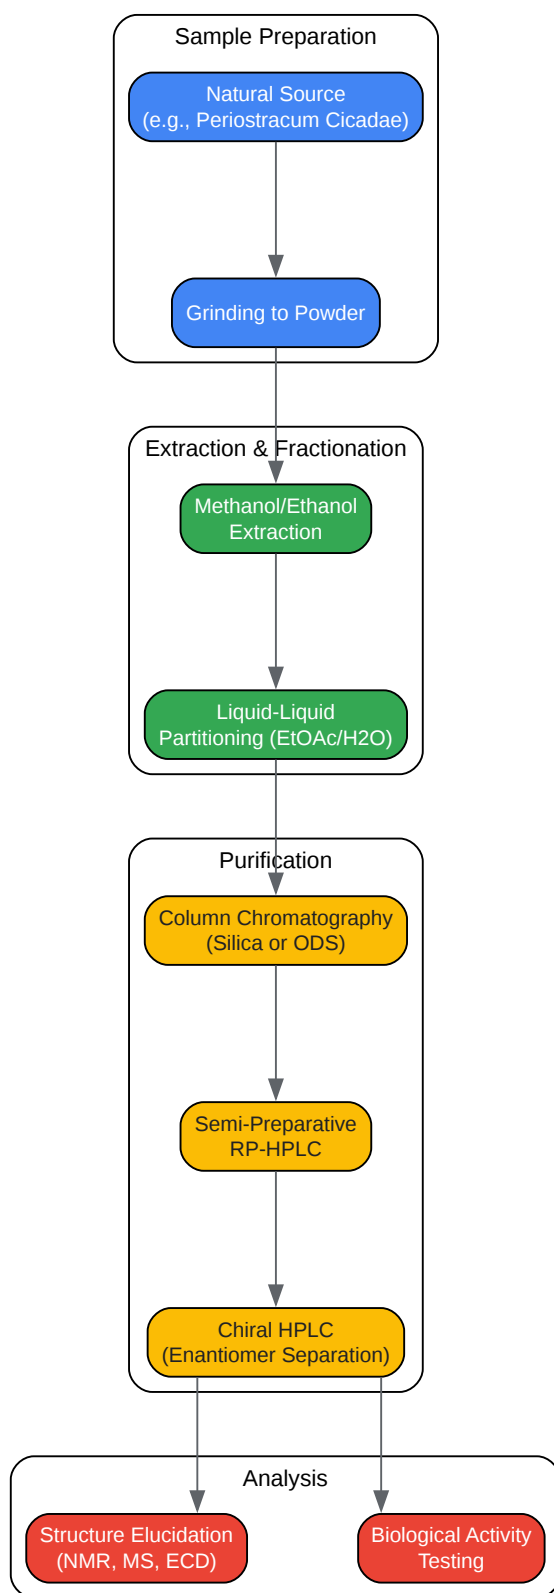 Sample Preparation
Natural Source
(e.g., Periostracum Cicadae)
Grinding to Powder
Extraction & Fractionation
Methanol/Ethanol
Extraction
Liquid-Liquid
Partitioning (EtOAc/H2O)
Purification
Column Chromatography
(Silica or ODS)
Semi-Preparative
RP-HPLC
Chiral HPLC
(Enantiomer Separation)
Analysis
Structure Elucidation
(NMR, MS, ECD)
Biological Activity
Testing